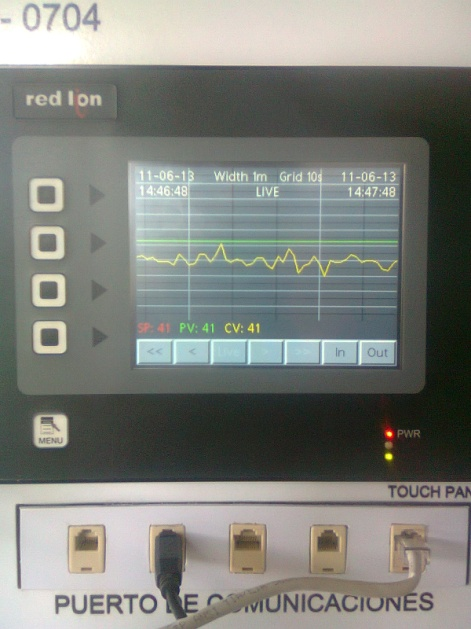 - 0704
red lion
11-06-13 Width 1m Grid 10s 11-06-13
14:46:48 LIVE 14:47:48
SP: 41 PV: 41 CV: 41
<< < Live > >> In Out
MENU
PWR
TOUCH PAN
PUERTO DE COMUNICACIONES